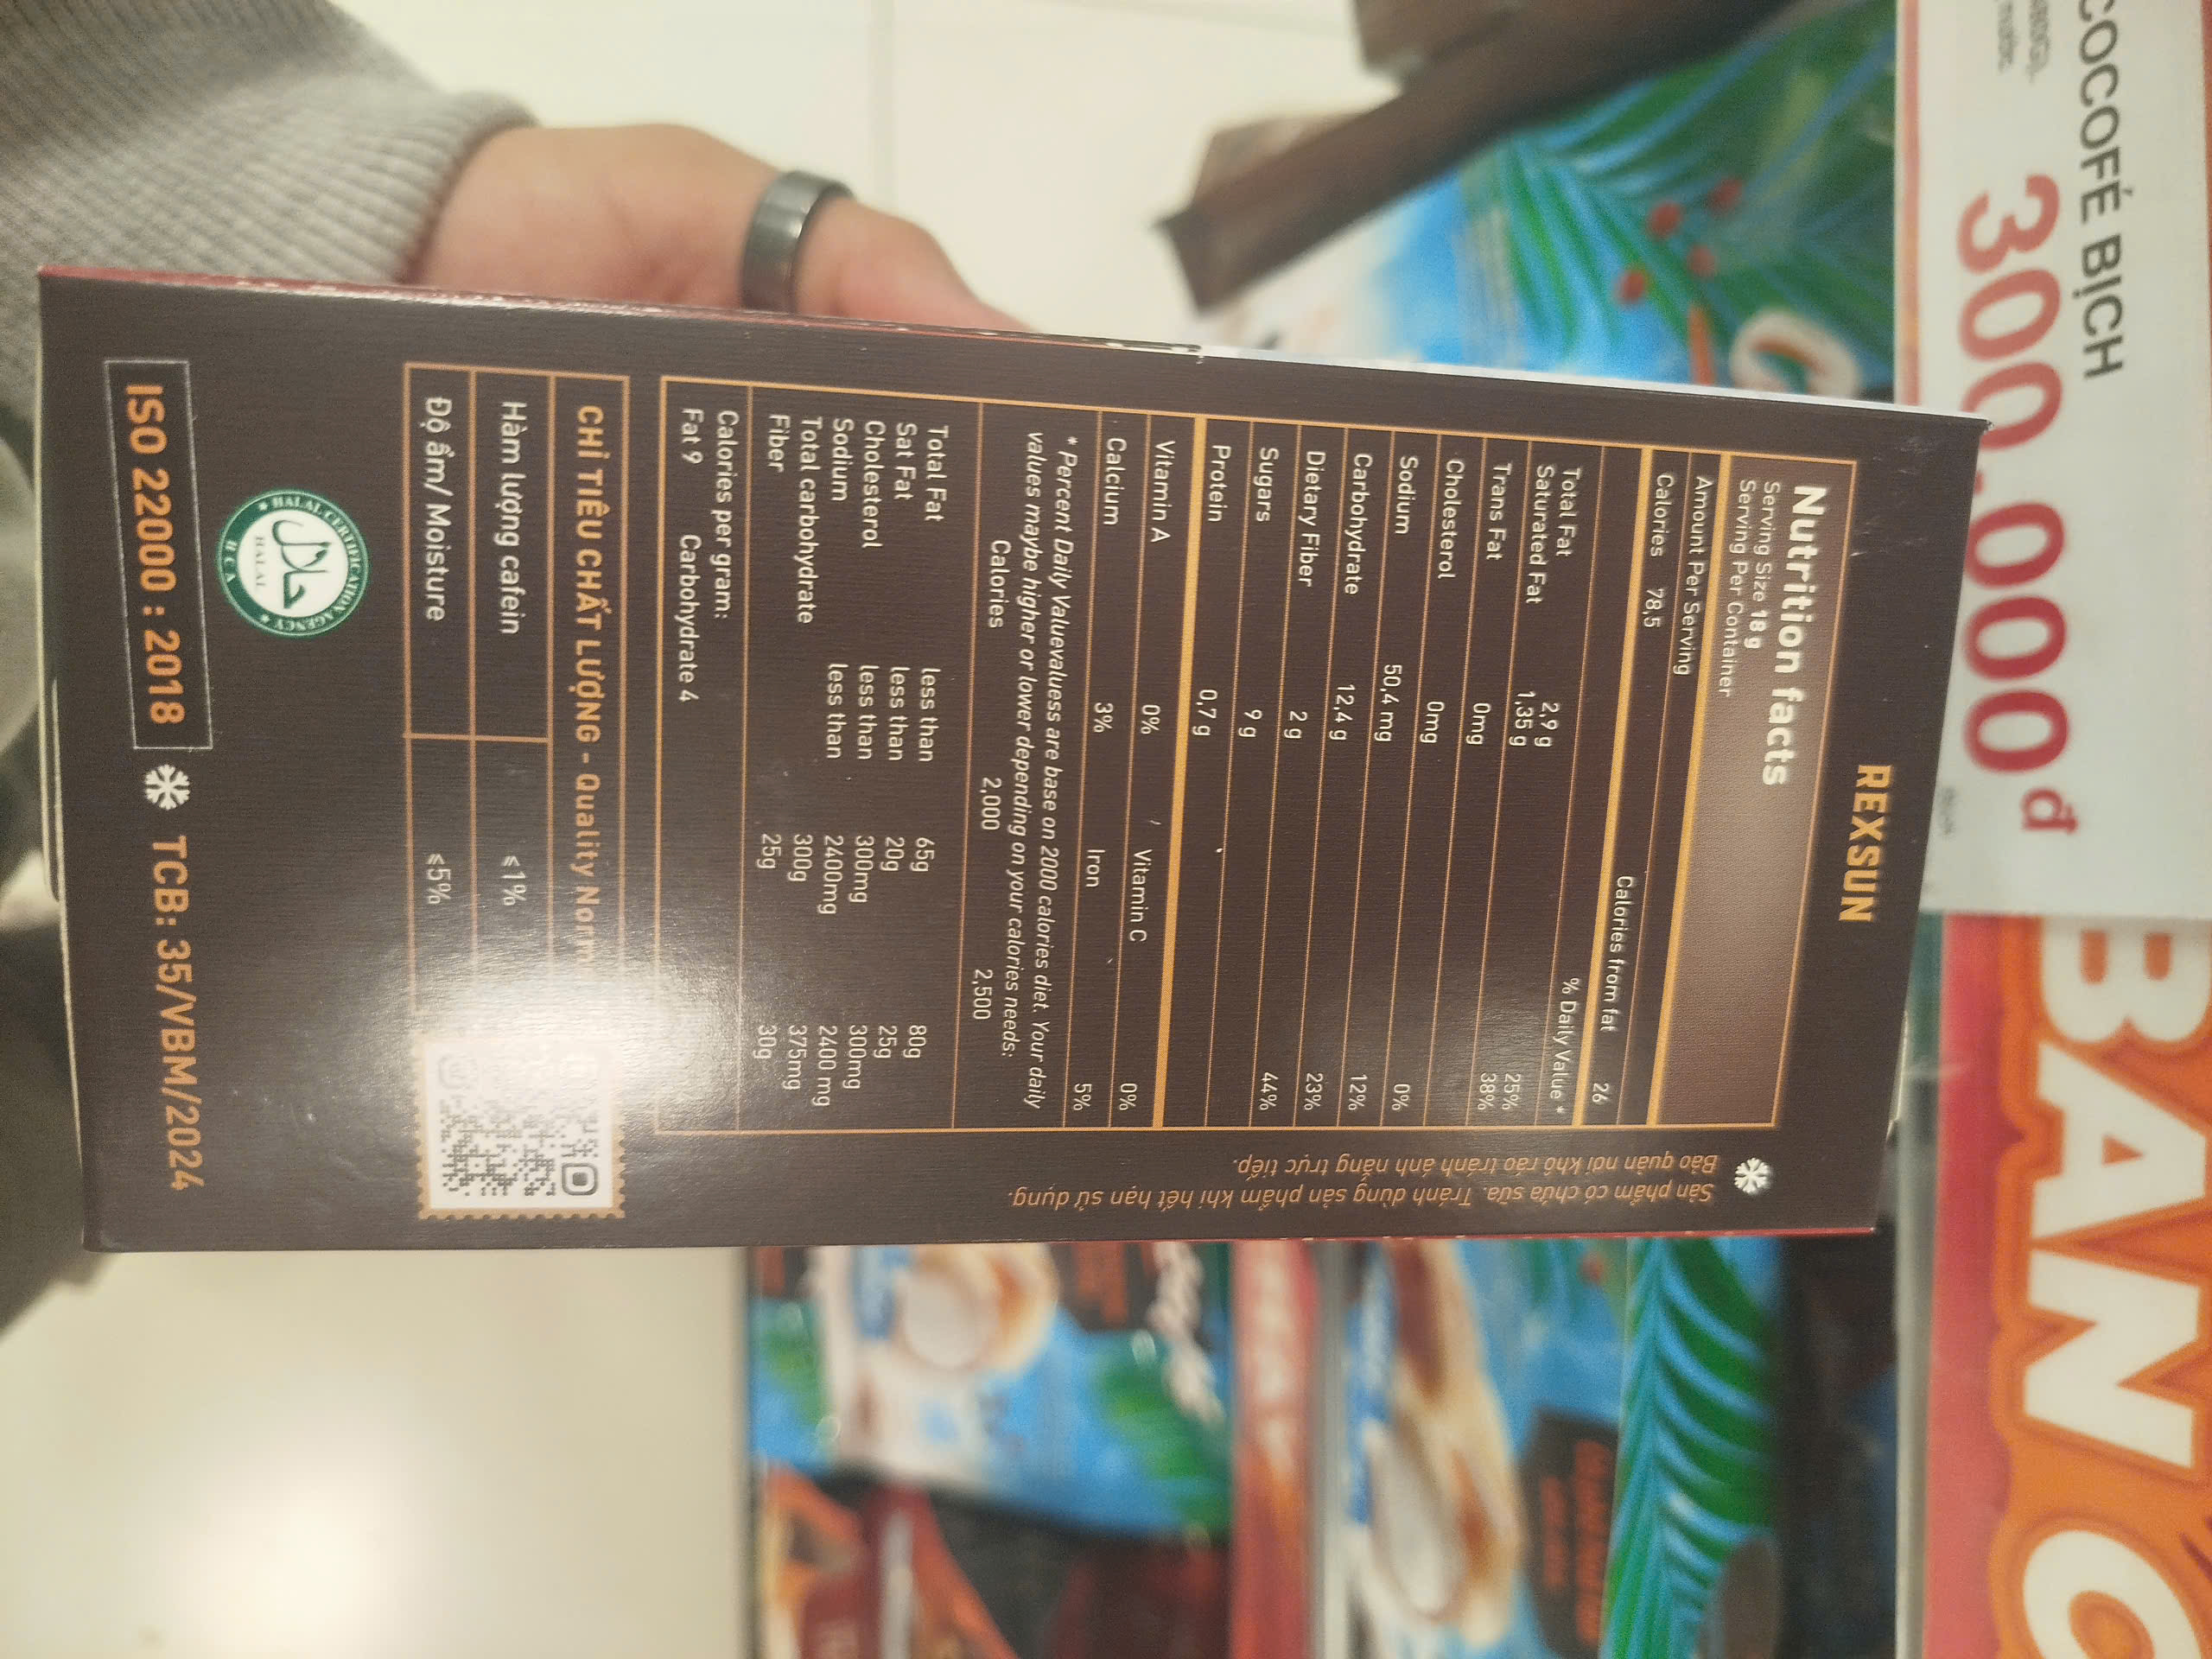 REXSUN
Nutrition facts
Serving Size 18 g
Serving Per Container
Amount Per Serving
Calories 78,5
Calories from fat 26
% Daily Value *
Total Fat 2,9 g 25%
Saturated Fat 1,35 g 38%
Trans Fat 0mg
Cholesterol 0mg
Sodium 50,4 mg 0%
Carbohydrate 12,4 g 12%
Dietary Fiber 2 g 23%
Sugars 9 g 44%
Protein 0,7 g
Vitamin A 0% / Vitamin C 0%
Calcium 3% Iron 5%
* Percent Daily Valuevaluess are base on 2000 calories diet. Your daily
values maybe higher or lower depending on your calories needs:
Calories 2,000 2,500
Total Fat less than 65g 80g
Sat Fat less than 20g 25g
Cholesterol less than 300mg 300mg
Sodium less than 2400mg 2400 mg
Total carbohydrate 300g 375mg
Fiber 25g 30g
Calories per gram:
Fat 9 Carbohydrate 4
CHỈ TIÊU CHẤT LƯỢNG - Quality
Hàm lượng cafein ≤ 1%
Độ ẩm/ Moisture ≤5%
HALAL CERTIFICATION AGENCY
حلال
HALAL
HCA
ISO 22000 : 2018 TCB: 35/VBM/2024
Sản phẩm có chứa sữa. Tránh dùng sản phẩm khi hết hạn sử dụng.
Bảo quản nơi khô ráo tránh ánh nắng trực tiếp.
COCOFÉ BỊCH
300.000đ
BAN